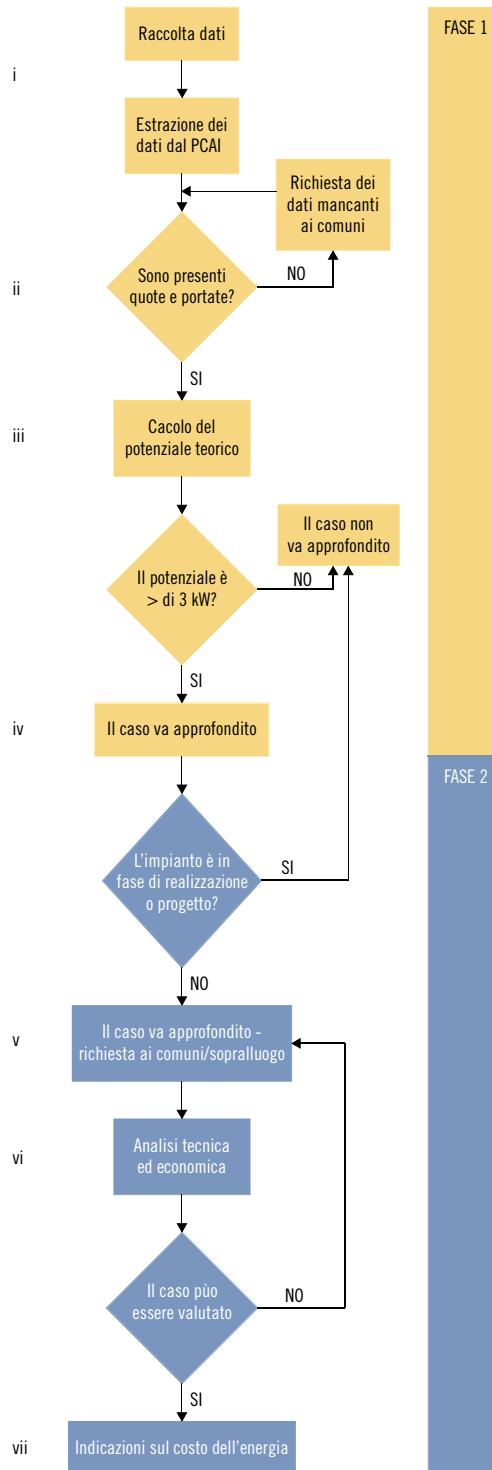 Raccolta dati
FASE 1
i
Estrazione dei
dati dal PCAI
Richiesta dei
dati mancanti
ai comuni
ii
Sono presenti
quote e portate?
NO
SI
iii
Cacolo del
potenziale teorico
Il caso non
va approfondito
Il potenziale è
> di 3 kW?
NO
SI
iv
Il caso va approfondito
FASE 2
L'impianto è in
fase di realizzazione
o progetto?
SI
NO
v
Il caso va approfondito -
richiesta ai comuni/sopralluogo
vi
Analisi tecnica
ed economica
Il caso pùo
essere valutato
NO
SI
vii
Indicazioni sul costo dell'energia